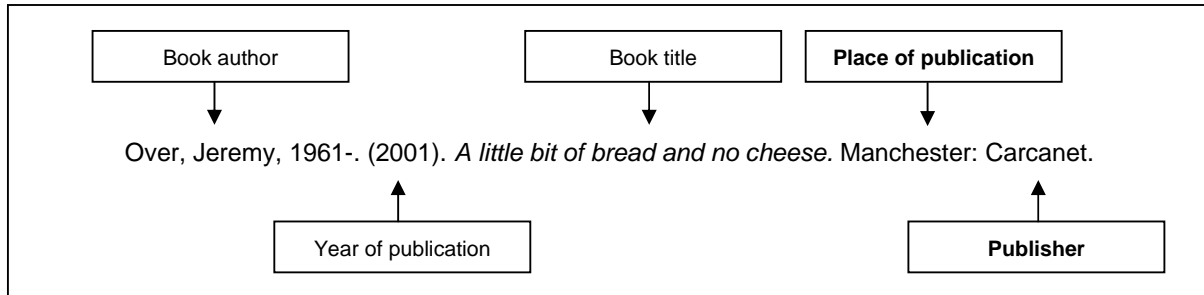 Book author
Book title
Place of publication
Over, Jeremy, 1961-. (2001). A little bit of bread and no cheese. Manchester: Carcanet.
Year of publication
Publisher